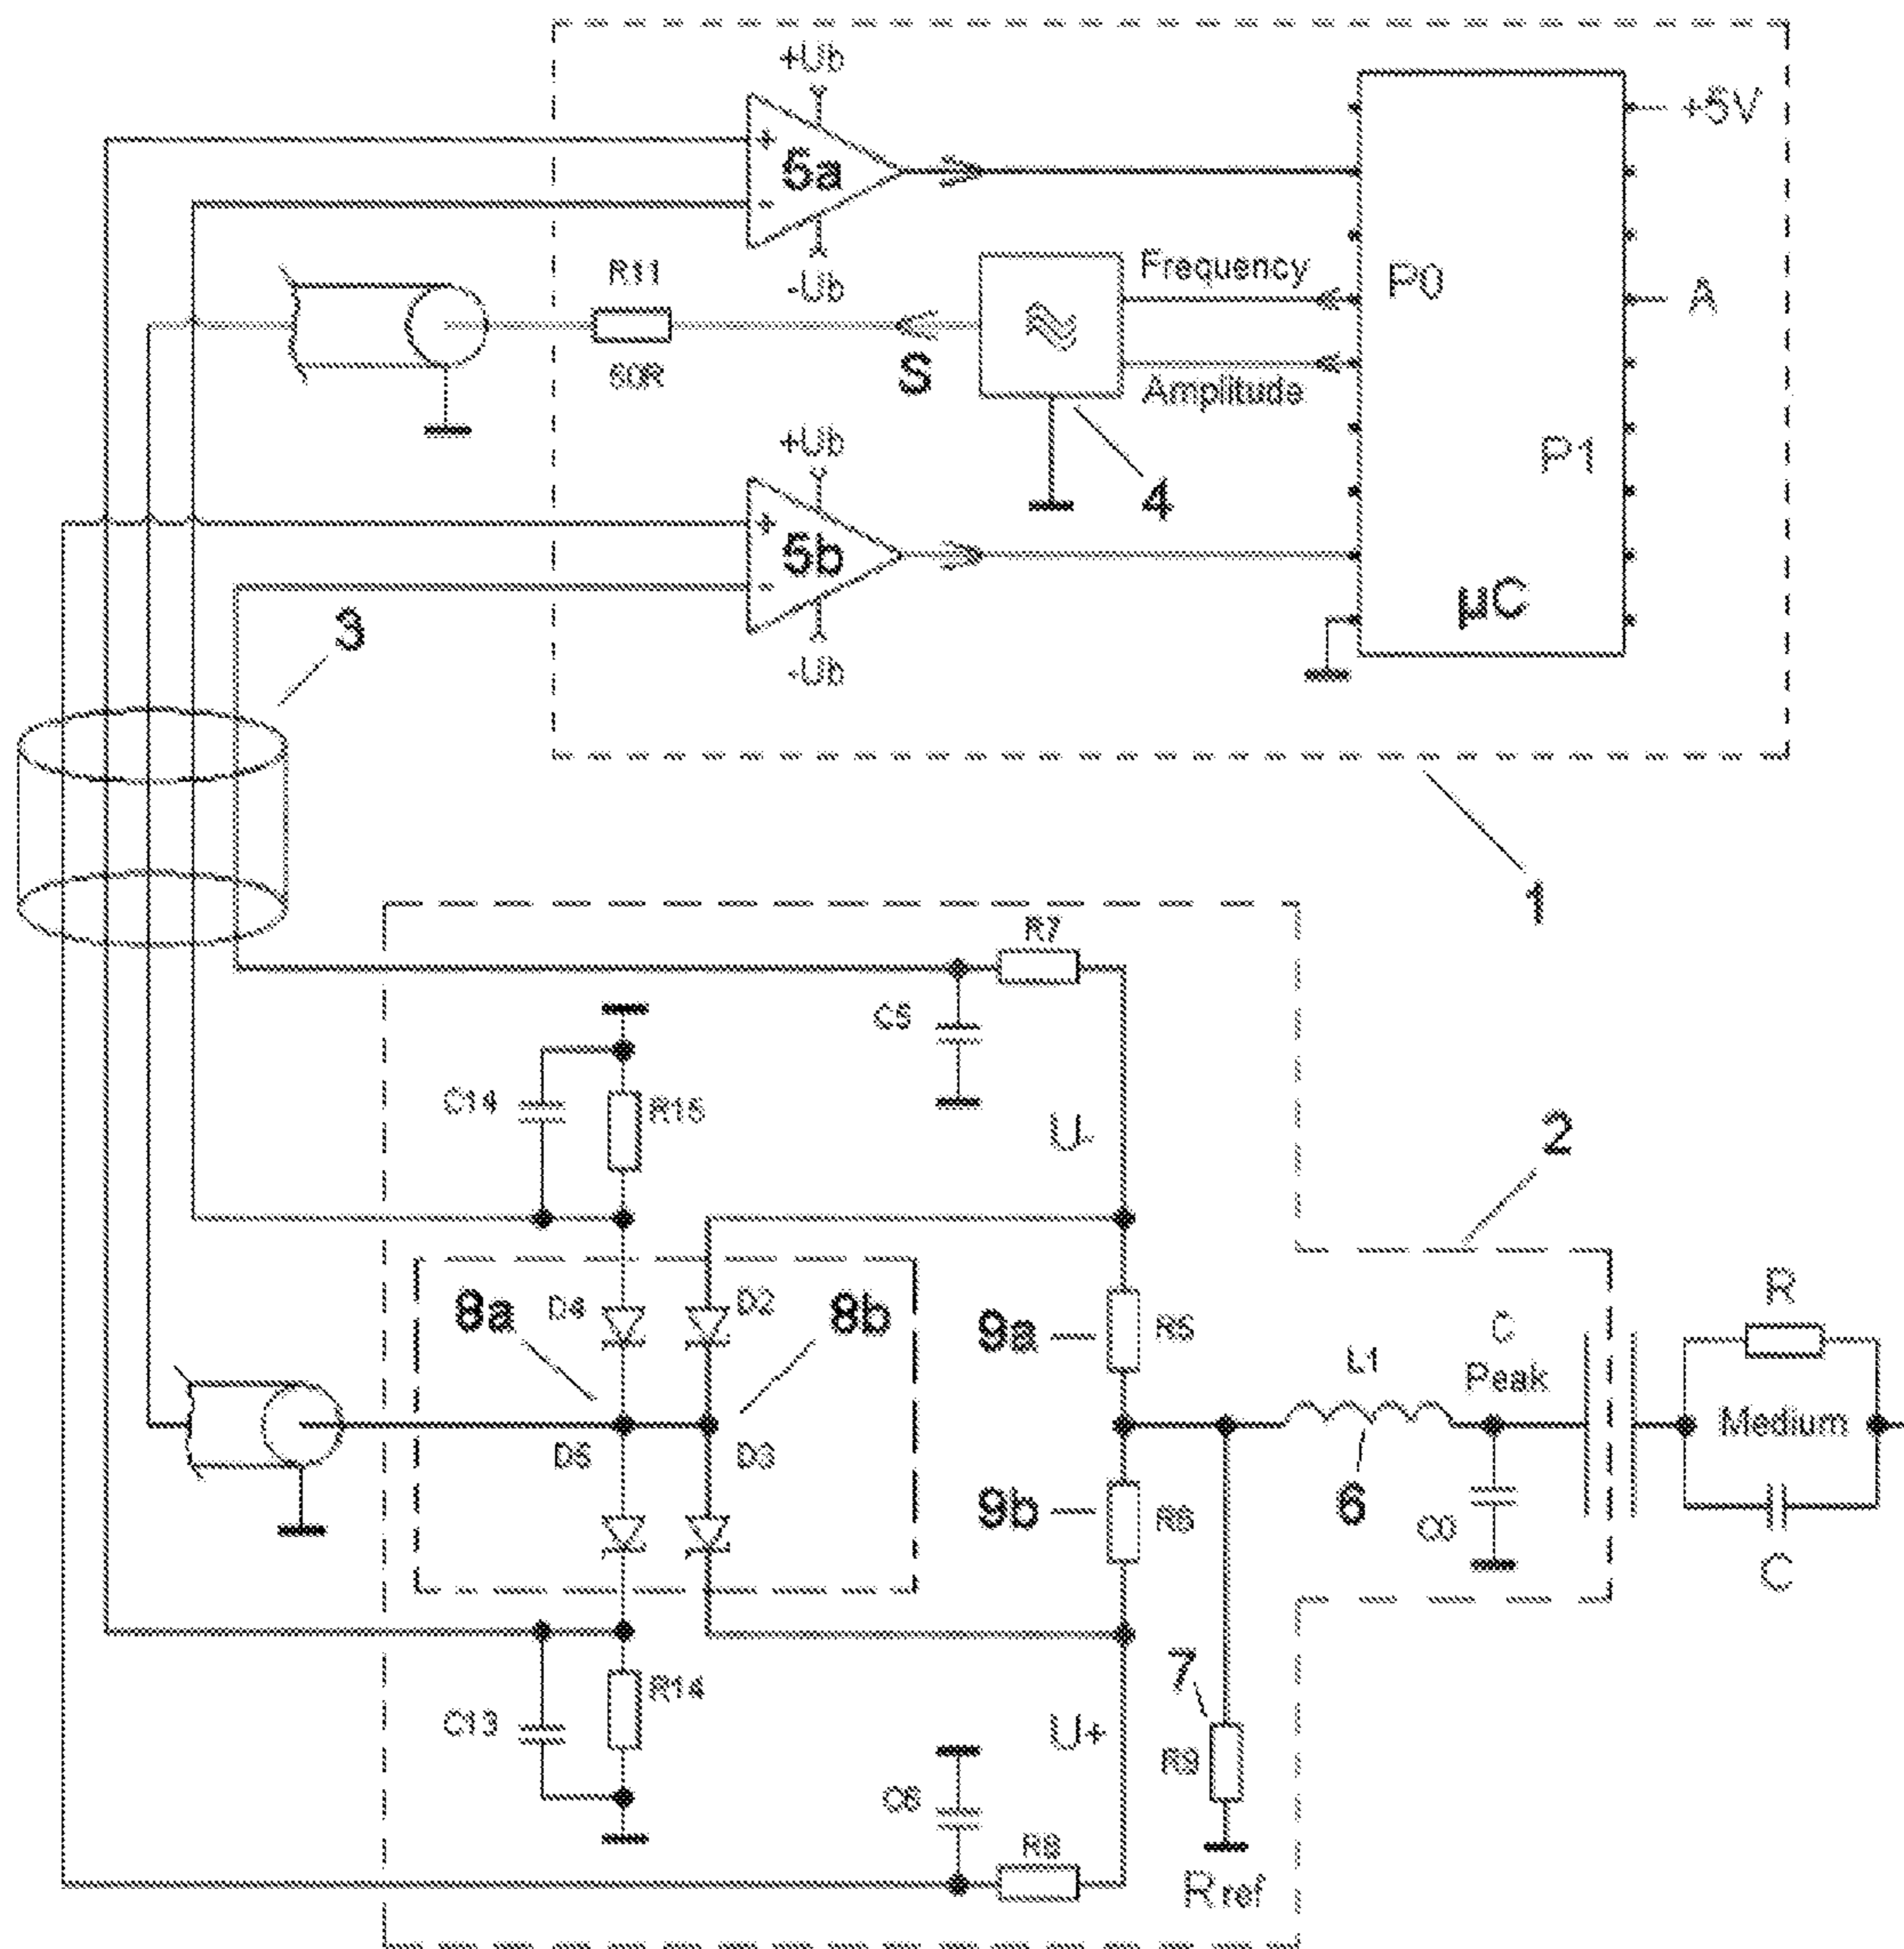 +Ub
+5V
+
5a
-
-Ub
R11
60R
S
Frequency
Amplitude
P0
A
+Ub
4
P1
+
5b
-
-Ub
µC
3
1
R7
C5
C14
R15
U-
2
8a
D4
D2
8b
9a
R5
R
L1
C
Peak
Medium
D5
D3
9b
R6
6
C0
C
7
R14
C13
U+
R9
C6
R8
R ref